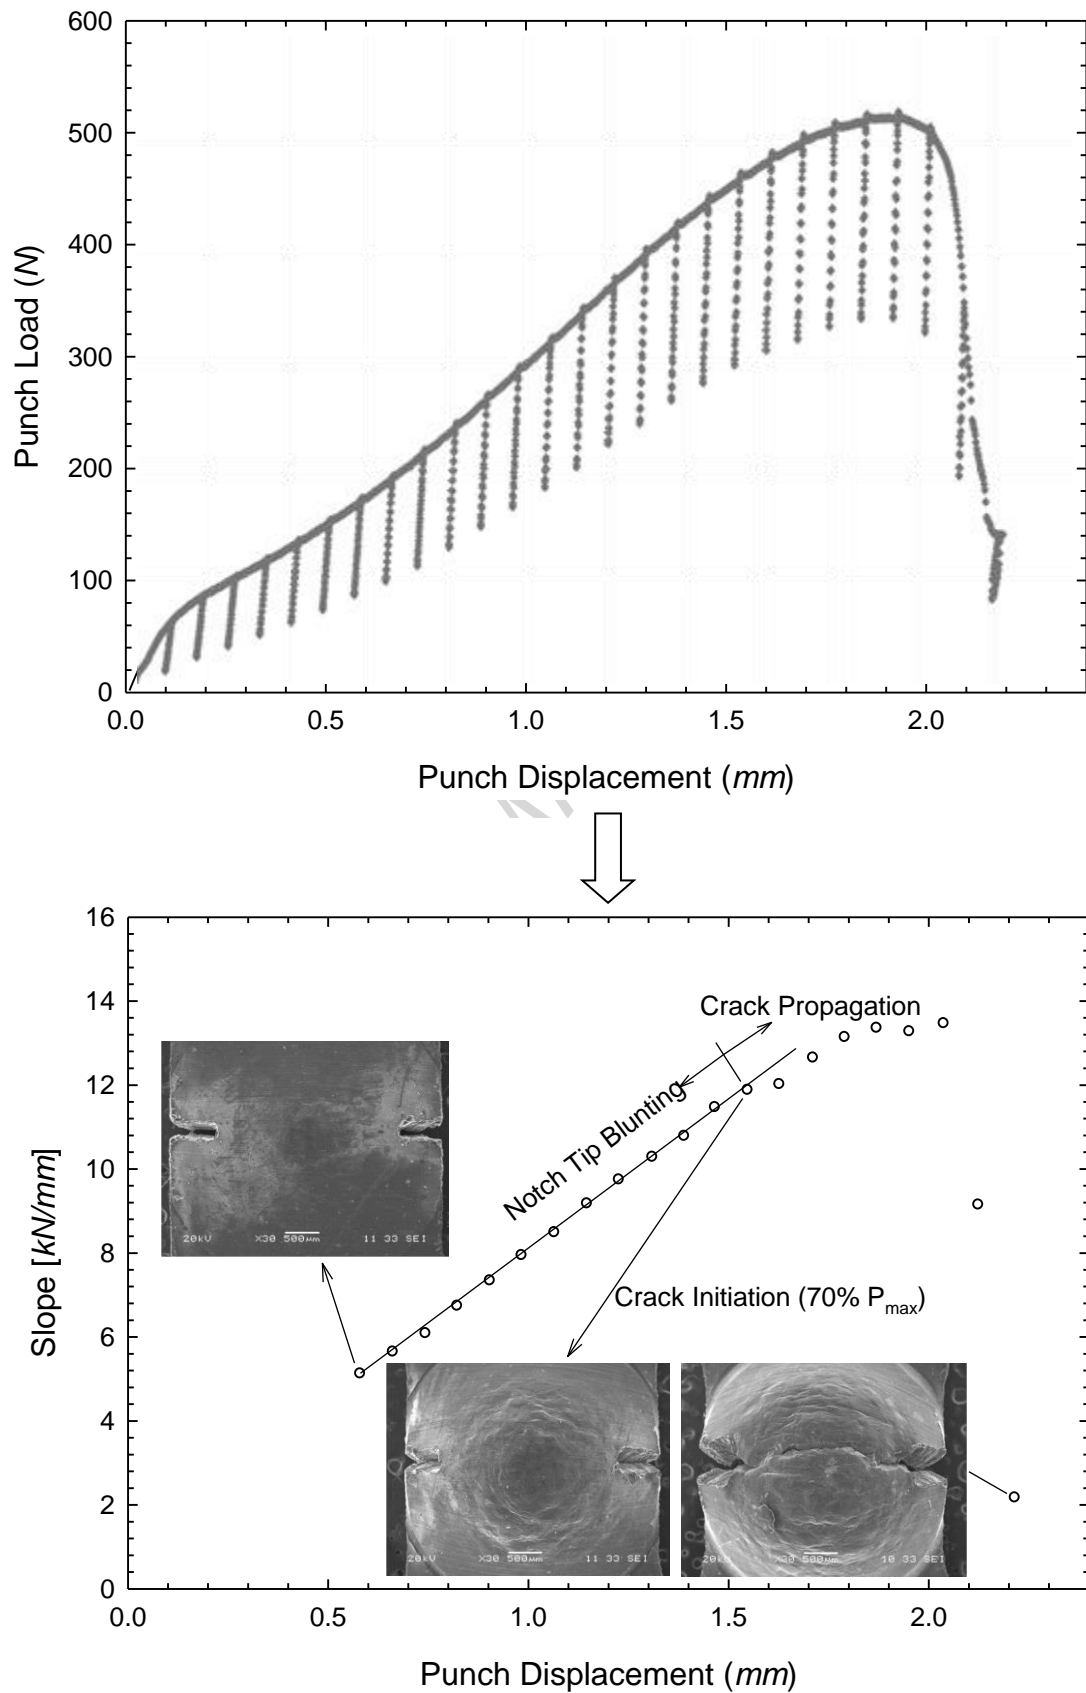 600
500
400
300
200
100
0
Punch Load (N)
0.0 0.5 1.0 1.5 2.0
Punch Displacement (mm)
16
14
12
10
8
6
4
2
0
Slope [kN/mm]
Crack Propagation
Notch Tip Blunting
20kV X30 500µm 11 33 SEI
Crack Initiation (70% Pmax)
20kV X30 500µm 11 33 SEI
20kV X30 500µm 10 33 SEI
0.0 0.5 1.0 1.5 2.0
Punch Displacement (mm)